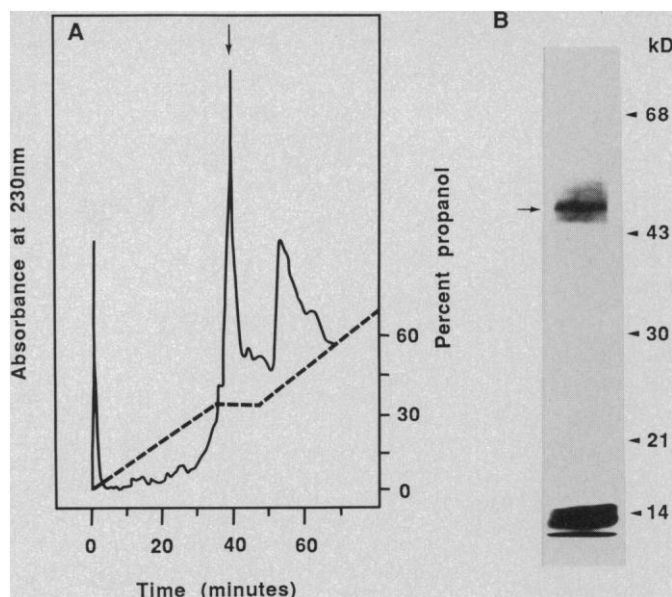 A
Absorbance at 230nm
60
30
0
Percent propanol
0 20 40 60
Time (minutes)
B
kD
68
43
30
21
14